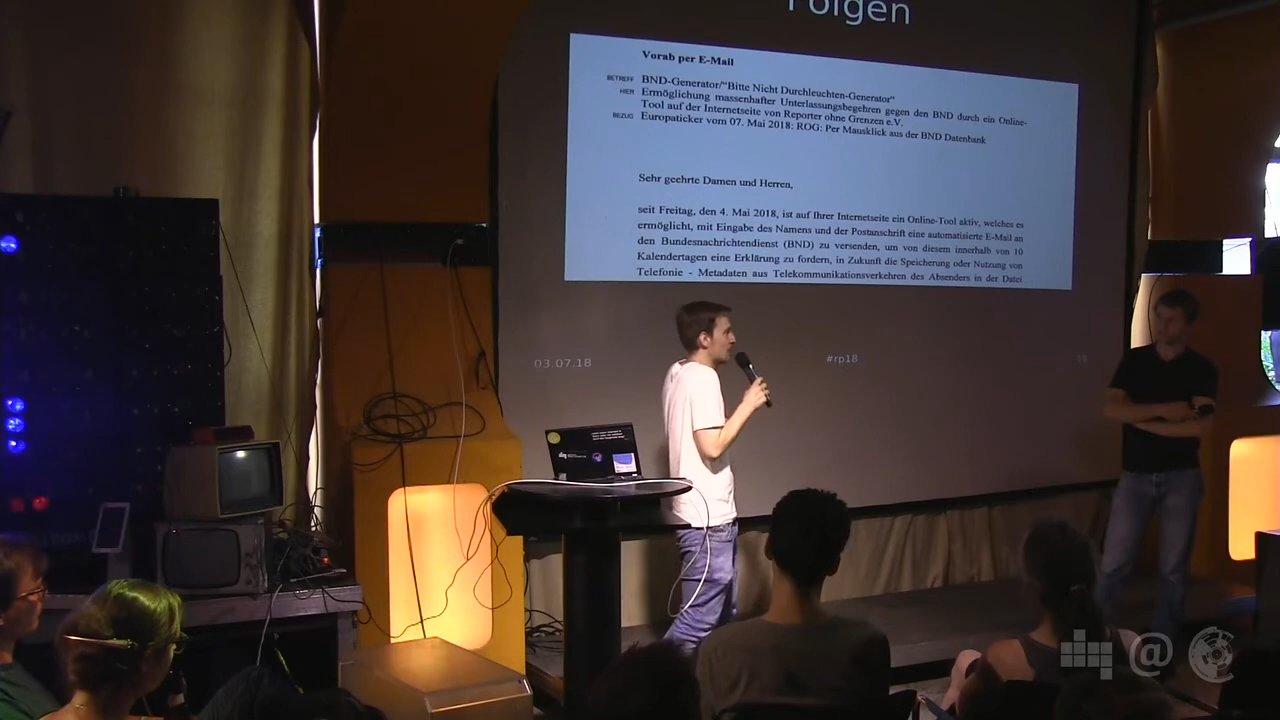 Folgen
Vorab per E-Mail
BETREFF BND-Generator/"Bitte Nicht Durchleuchten-Generator"
HIER Ermöglichung massenhafter Unterlassungsbegehren gegen den BND durch ein Online-
Tool auf der Internetseite von Reporter ohne Grenzen e.V.
BEZUG Europaticker vom 07. Mai 2018: ROG: Per Mausklick aus der BND Datenbank
Sehr geehrte Damen und Herren,
seit Freitag, den 4. Mai 2018, ist auf Ihrer Internetseite ein Online-Tool aktiv, welches es
ermöglicht, mit Eingabe des Namens und der Postanschrift eine automatisierte E-Mail an
den Bundesnachrichtendienst (BND) zu versenden, um von diesem innerhalb von 10
Kalendertagen eine Erklärung zu fordern, in Zukunft die Speicherung oder Nutzung von
Telefonie - Metadaten aus Telekommunikationsverkehren des Absenders in der Datei
03.07.18 #rp18
dq @